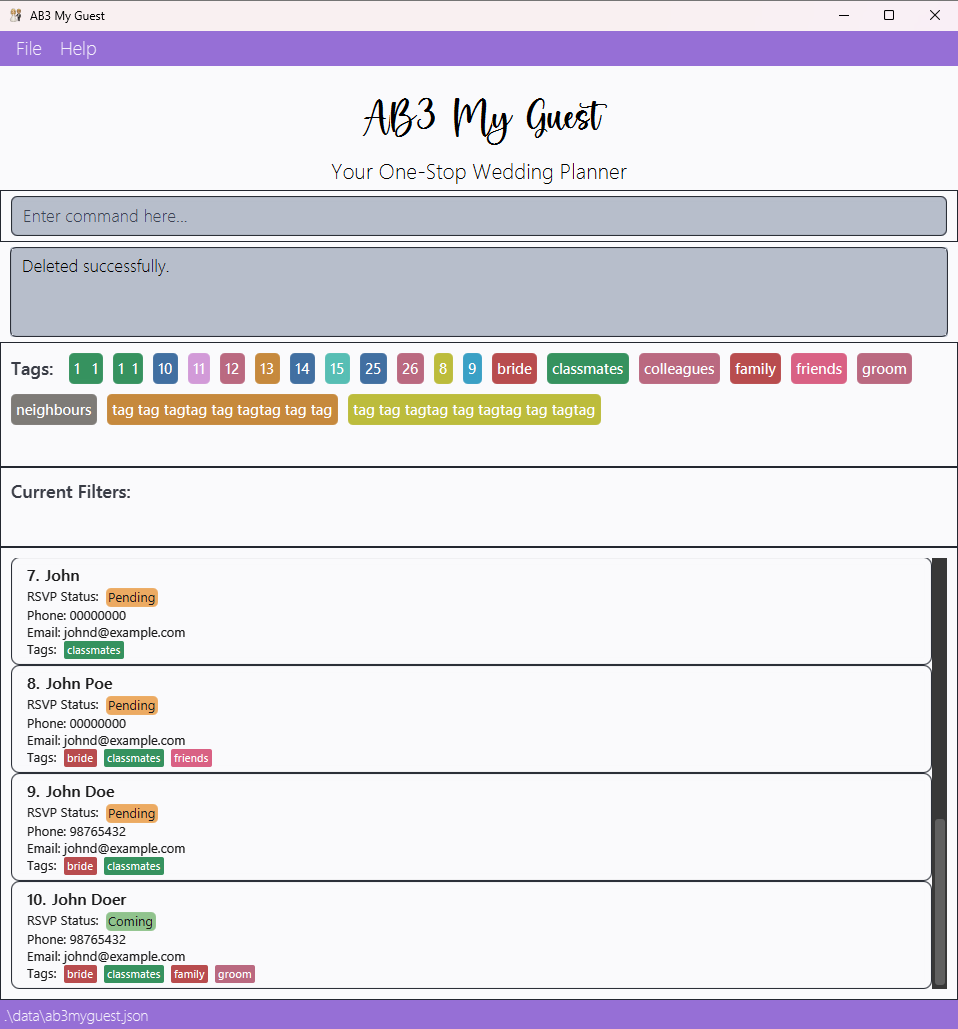 AB3 My Guest
File Help
AB3 My Guest
Your One-Stop Wedding Planner
Enter command here...
Deleted successfully.
Tags: 1  1 1 1 10 11 12 13 14 15 25 26 8 9 bride classmates colleagues family friends groom
neighbours tag tag tagtag tag tagtag tag tag tag tag tagtag tag tagtag tag tagtag
Current Filters:
7. John
RSVP Status: Pending
Phone: 00000000
Email: johnd@example.com
Tags: classmates
8. John Poe
RSVP Status: Pending
Phone: 00000000
Email: johnd@example.com
Tags: bride classmates friends
9. John Doe
RSVP Status: Pending
Phone: 98765432
Email: johnd@example.com
Tags: bride classmates
10. John Doer
RSVP Status: Coming
Phone: 98765432
Email: johnd@example.com
Tags: bride classmates family groom
.\data\ab3myguest.json